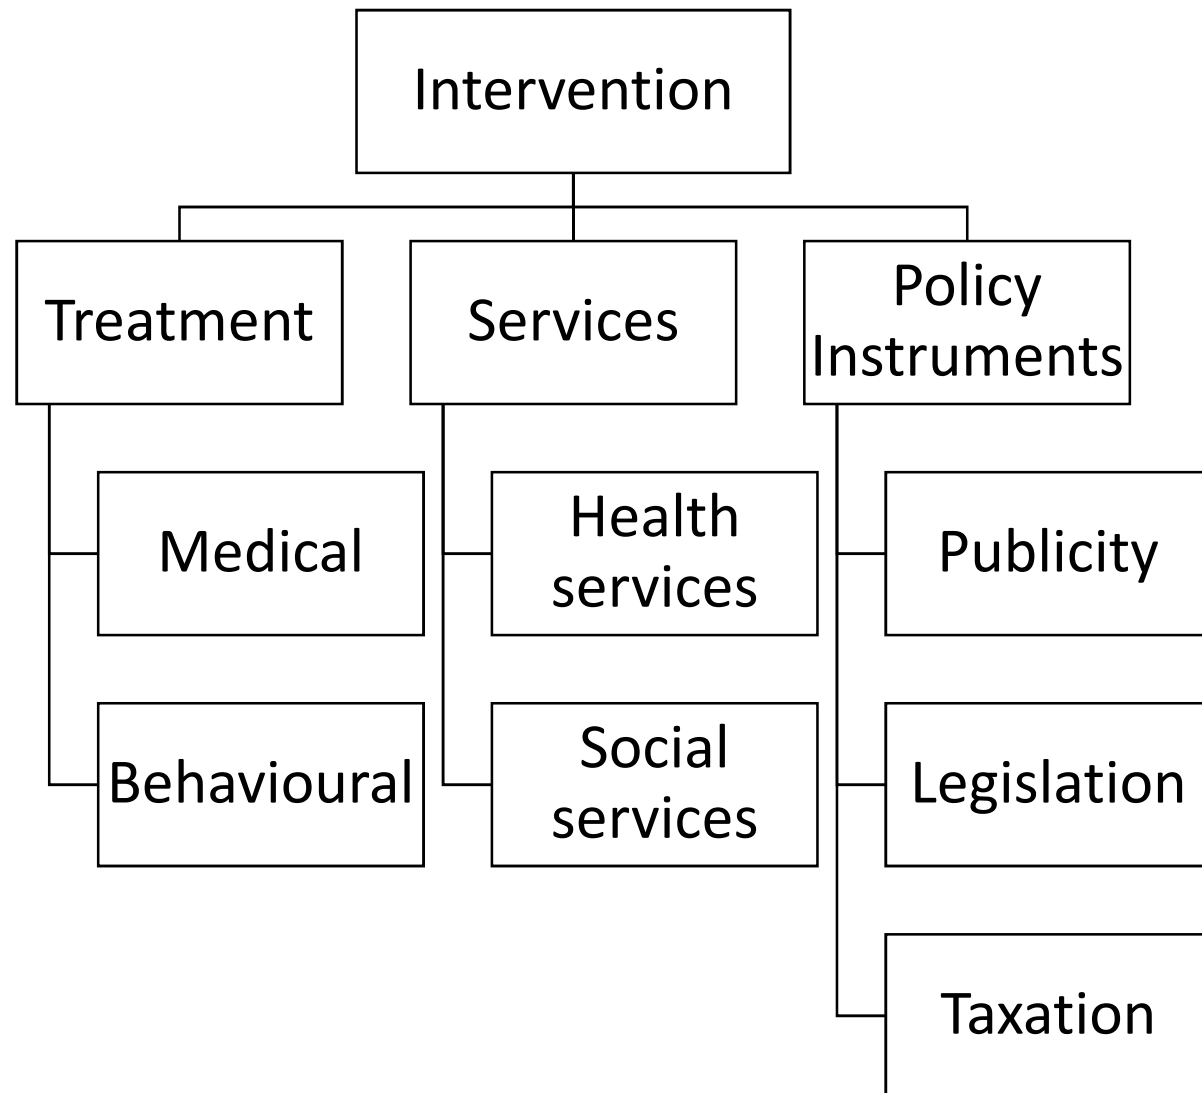 Intervention
Treatment
Services
Policy
Instruments
Medical
Health
services
Publicity
Behavioural
Social
services
Legislation
Taxation